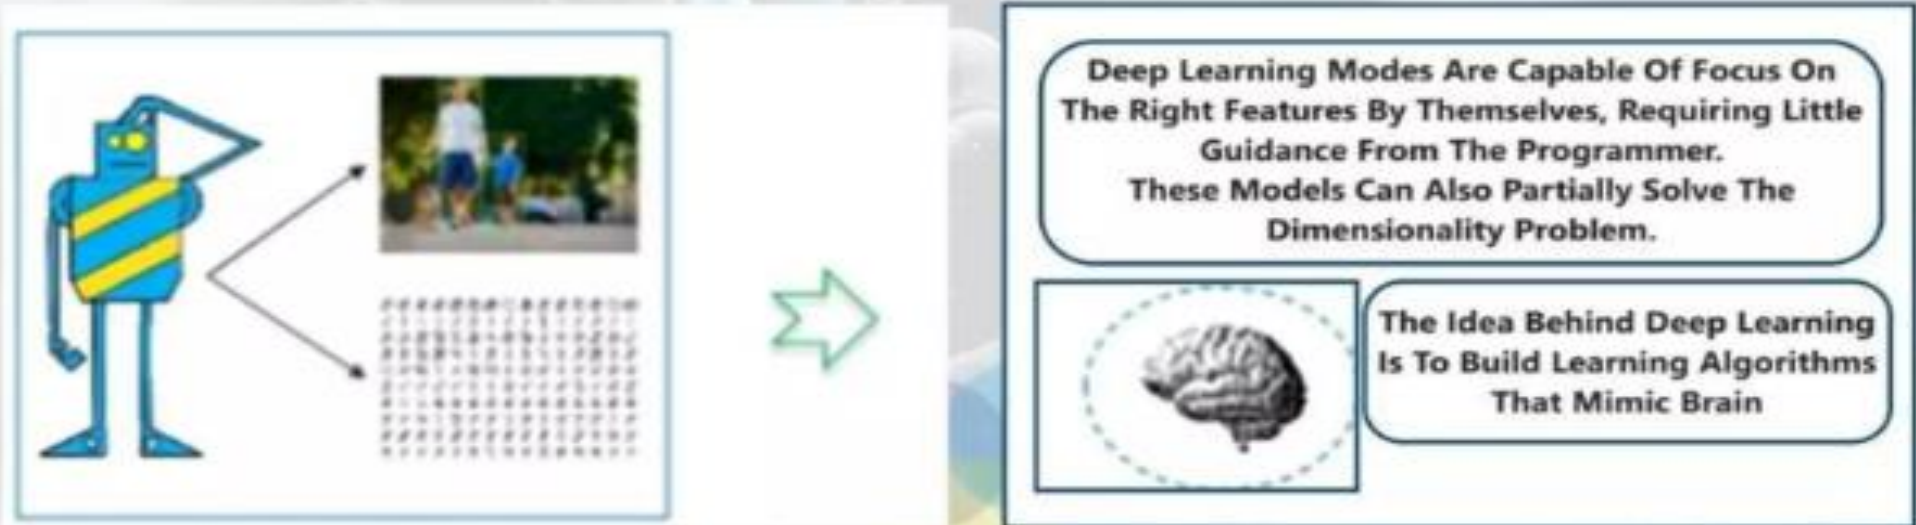 Deep Learning Modes Are Capable Of Focus On
The Right Features By Themselves, Requiring Little
Guidance From The Programmer.
These Models Can Also Partially Solve The
Dimensionality Problem.
The Idea Behind Deep Learning
Is To Build Learning Algorithms
That Mimic Brain